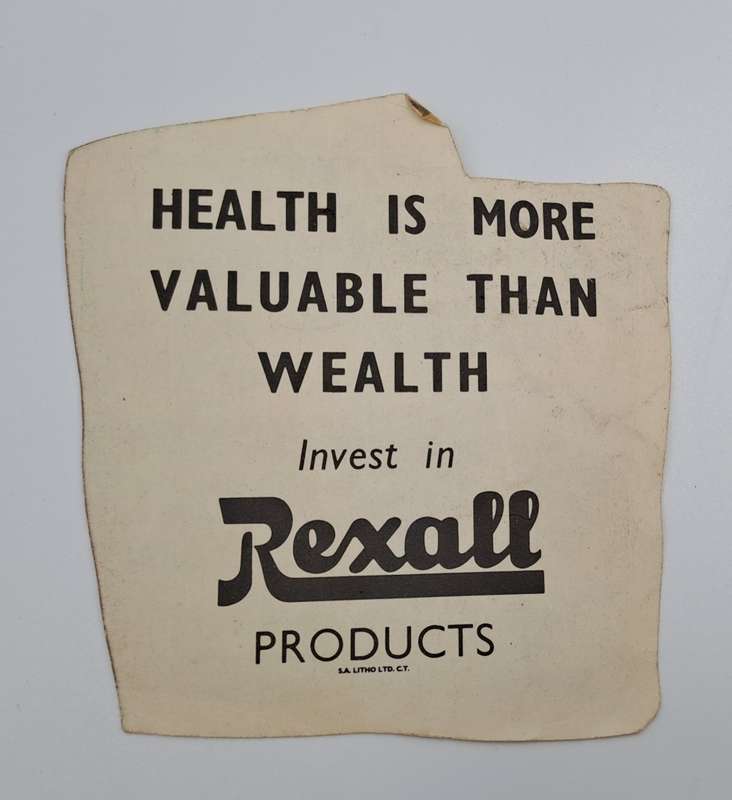 HEALTH IS MORE
VALUABLE THAN
WEALTH
Invest in
Rexall
PRODUCTS
S.A. LITHO LTD. C.T.